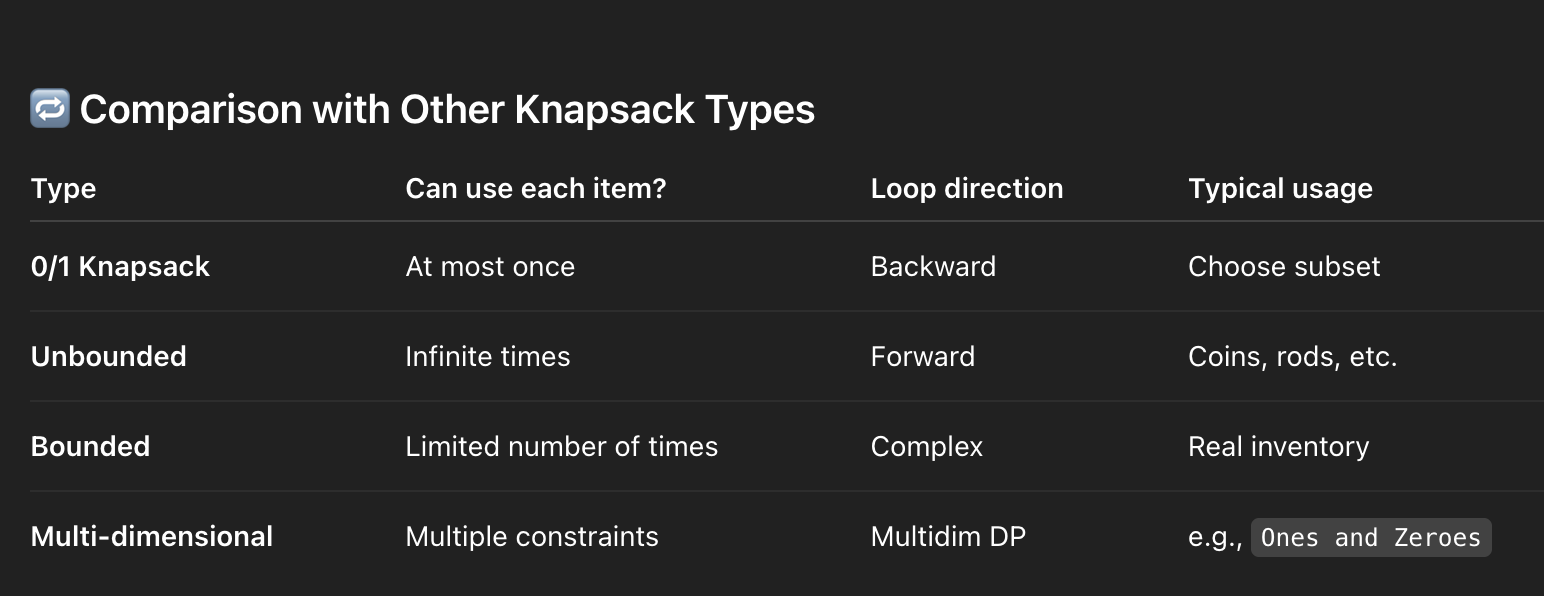 🔁 Comparison with Other Knapsack Types
Type Can use each item? Loop direction Typical usage
0/1 Knapsack At most once Backward Choose subset
Unbounded Infinite times Forward Coins, rods, etc.
Bounded Limited number of times Complex Real inventory
Multi-dimensional Multiple constraints Multidim DP e.g., Ones and Zeroes